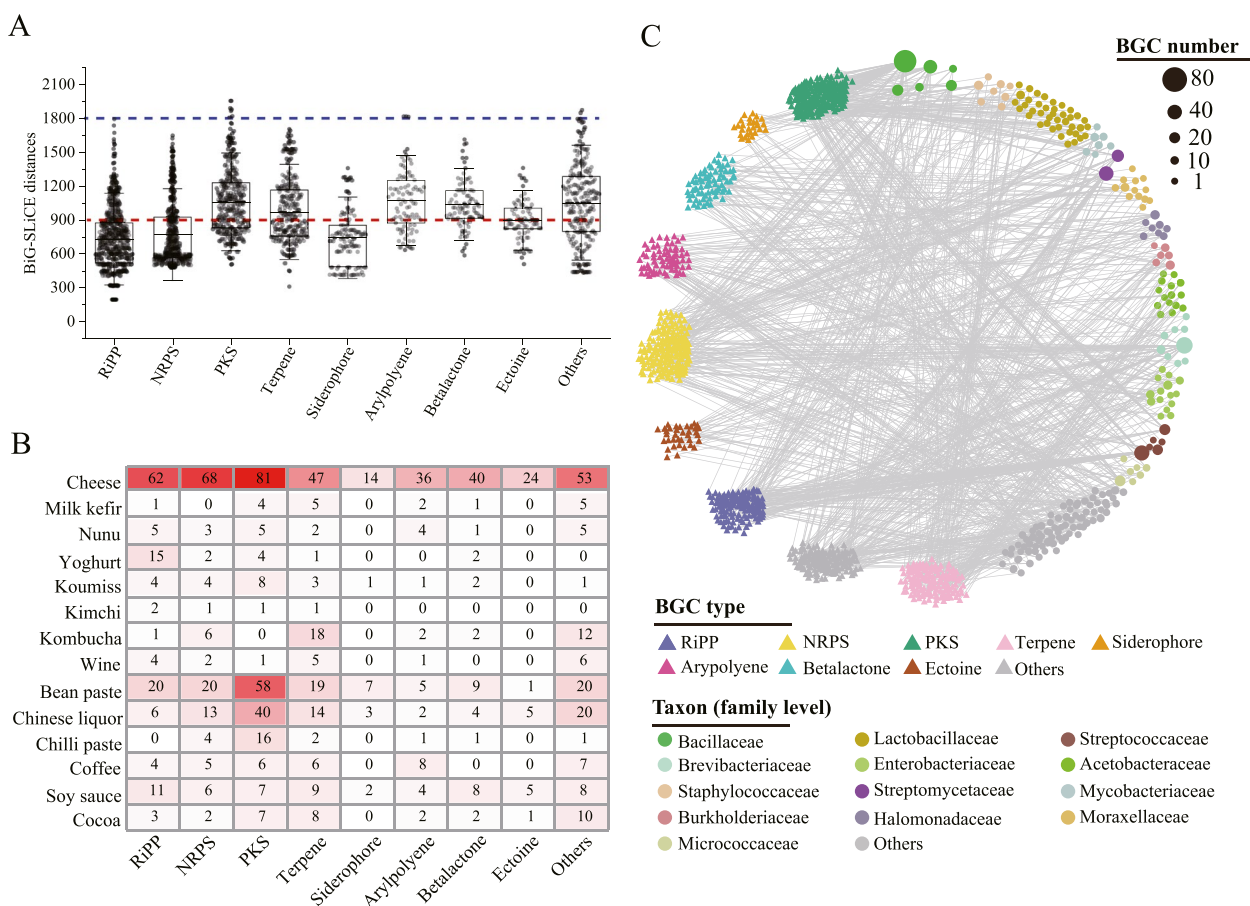 A
BiG-SLiCE distances
2100
1800
1500
1200
900
600
300
0
RiPP
NRPS
PKS
Terpene
Siderophore
Arylpolyene
Betalactone
Ectoine
Others
B
Cheese 62 68 81 47 14 36 40 24 53
Milk kefir 1 0 4 5 0 2 1 0 5
Nunu 5 3 5 2 0 4 1 0 5
Yoghurt 15 2 4 1 0 0 2 0 0
Koumiss 4 4 8 3 1 1 2 0 1
Kimchi 2 1 1 1 0 0 0 0 0
Kombucha 1 6 0 18 0 2 2 0 12
Wine 4 2 1 5 0 1 0 0 6
Bean paste 20 20 58 19 7 5 9 1 20
Chinese liquor 6 13 40 14 3 2 4 5 20
Chilli paste 0 4 16 2 0 1 1 0 1
Coffee 4 5 6 6 0 8 0 0 7
Soy sauce 11 6 7 9 2 4 8 5 8
Cocoa 3 2 7 8 0 2 2 1 10
RiPP
NRPS
PKS
Terpene
Siderophore
Arylpolyene
Betalactone
Ectoine
Others
C
BGC number
80
40
20
10
1
BGC type
RiPP NRPS PKS Terpene Siderophore
Arypolyene Betalactone Ectoine Others
Taxon (family level)
Bacillaceae Lactobacillaceae Streptococcaceae
Brevibacteriaceae Enterobacteriaceae Acetobacteraceae
Staphylococcaceae Streptomycetaceae Mycobacteriaceae
Burkholderiaceae Halomonadaceae Moraxellaceae
Micrococcaceae Others